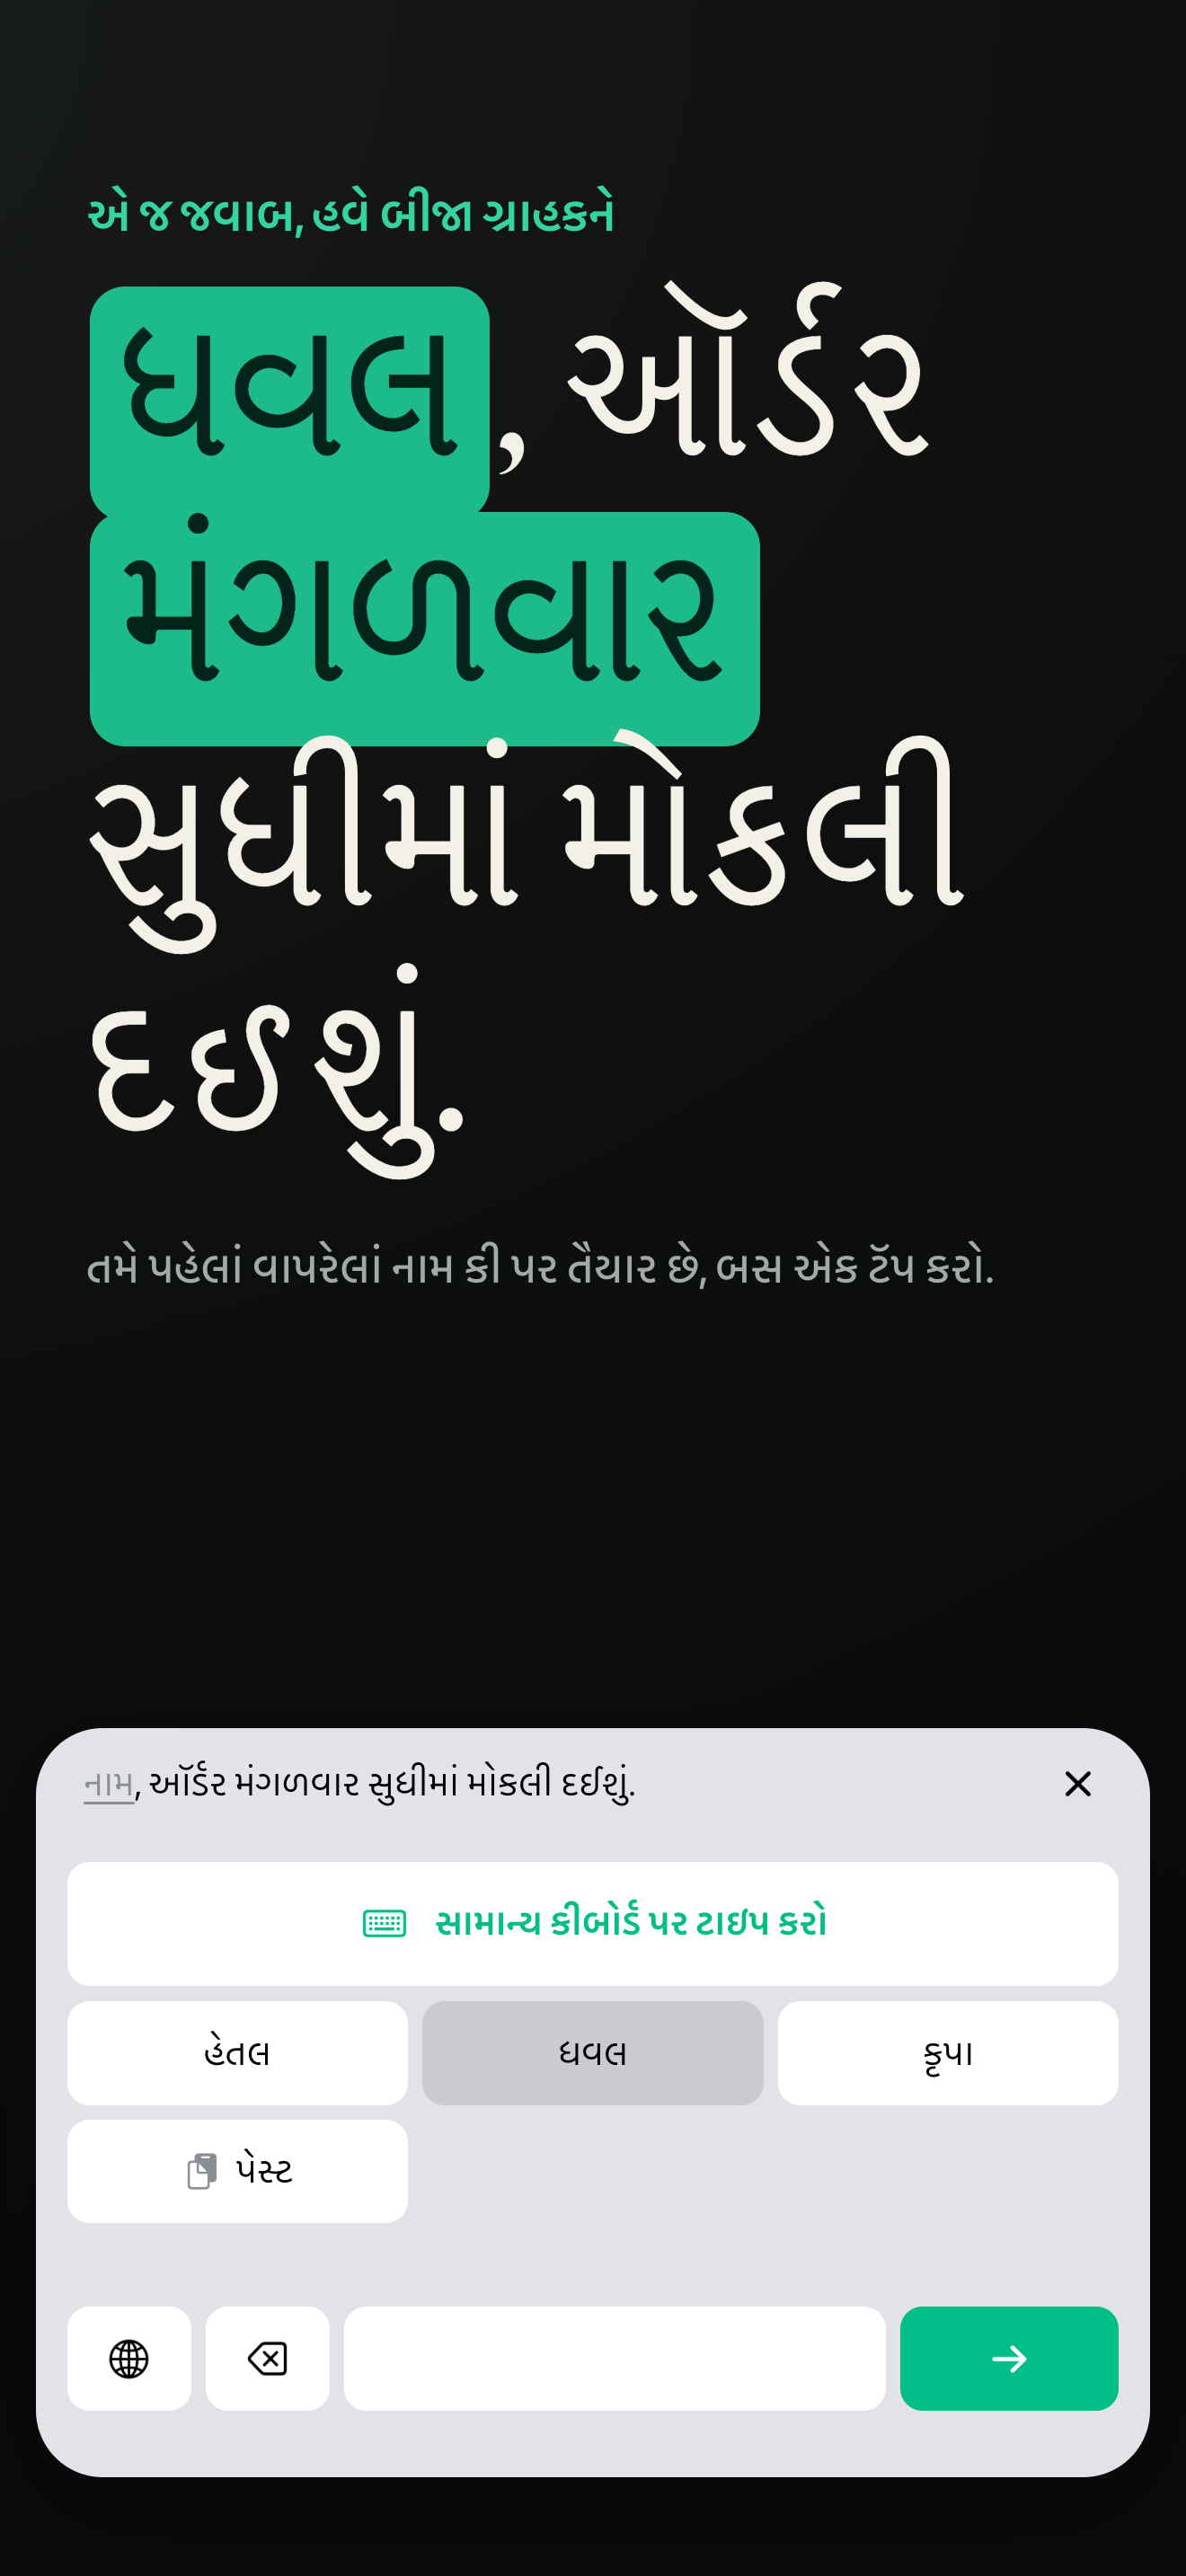 એ જ જવાબ, હવે બીજા ગ્રાહકને
ધવલ, ઑર્ડર
મંગળવાર
સુધીમાં મોકલી
દઈશું.
તમે પહેલાં વાપરેલાં નામ કી પર તૈયાર છે, બસ એક ટૅપ કરો.
નામ, ઑર્ડર મંગળવાર સુધીમાં મોકલી દઈશું.
સામાન્ય કીબોર્ડ પર ટાઇપ કરો
હેતલ
ધવલ
કૃપા
પેસ્ટ